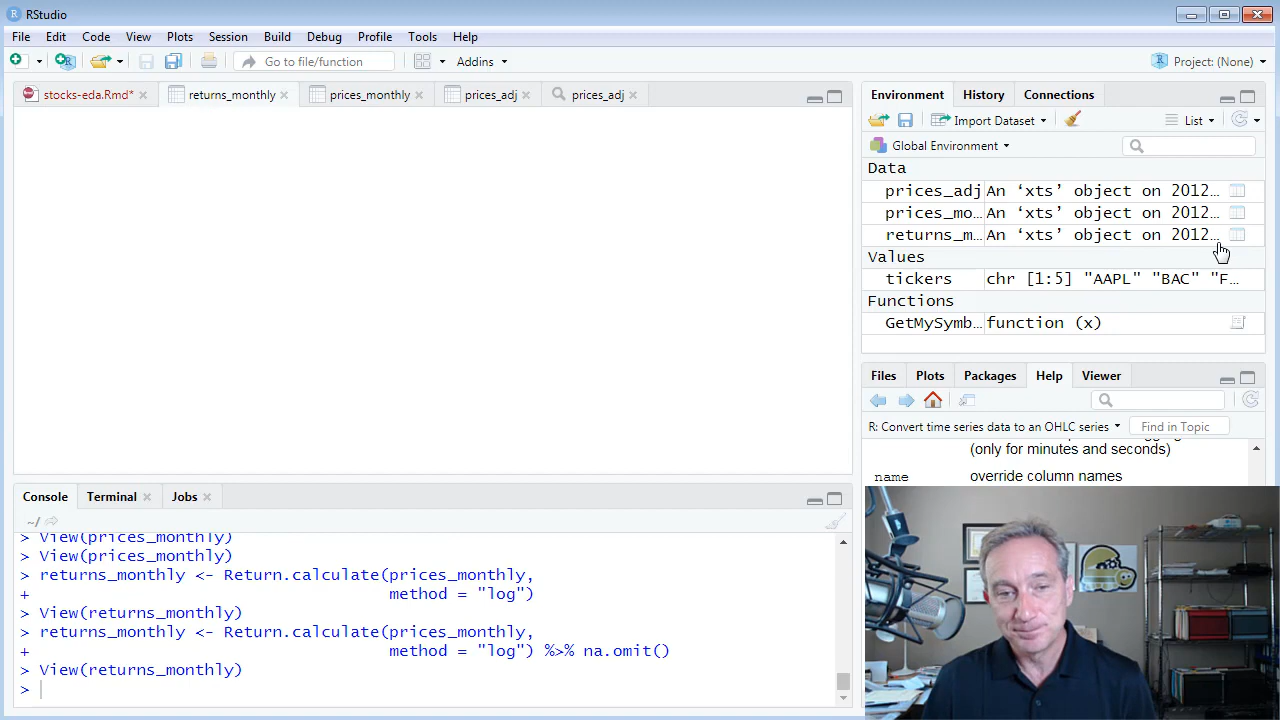 RStudio
File Edit Code View Plots Session Build Debug Profile Tools Help
Go to file/function Addins Project: (None)
stocks-eda.Rmd* returns_monthly prices_monthly prices_adj prices_adj
Environment History Connections
Import Dataset List
Global Environment
Data
prices_adj An ‘xts’ object on 2012…
prices_mo… An ‘xts’ object on 2012…
returns_m… An ‘xts’ object on 2012…
Values
tickers chr [1:5] "AAPL" "BAC" "F…
Functions
GetMySymb… function (x)
Files Plots Packages Help Viewer
R: Convert time series data to an OHLC series Find in Topic
(only for minutes and seconds)
name override column names
Console Terminal Jobs
~/
> View(prices_monthly)
> View(prices_monthly)
> returns_monthly <- Return.calculate(prices_monthly,
+ method = "log")
> View(returns_monthly)
> returns_monthly <- Return.calculate(prices_monthly,
+ method = "log") %>% na.omit()
> View(returns_monthly)
>